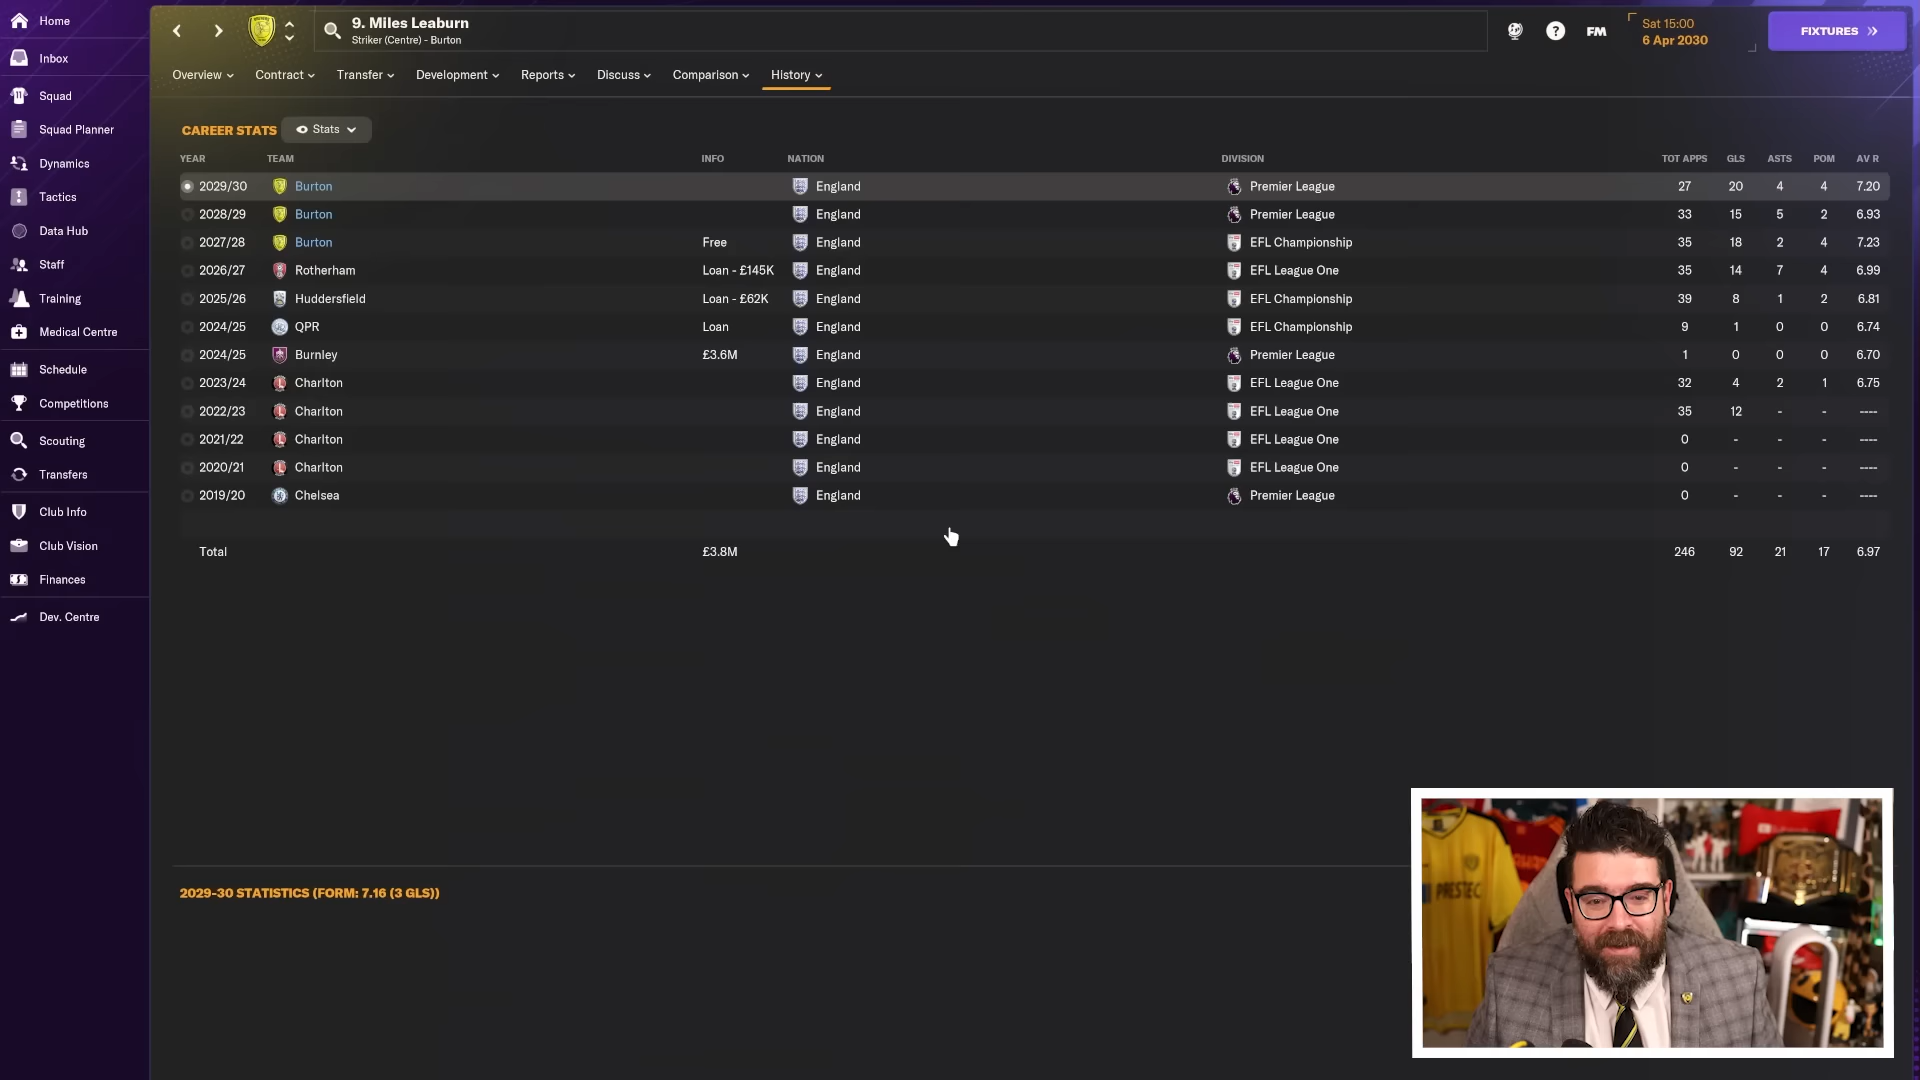 Home
Inbox
Squad
Squad Planner
Dynamics
Tactics
Data Hub
Staff
Training
Medical Centre
Schedule
Competitions
Scouting
Transfers
Club Info
Club Vision
Finances
Dev. Centre
9. Miles Leaburn
Striker (Centre) - Burton
FM
Sat 15:00
6 Apr 2030
FIXTURES
Overview Contract Transfer Development Reports Discuss Comparison History
CAREER STATS Stats
YEAR TEAM INFO NATION DIVISION TOT APPS GLS ASTS POM AV R
2029/30 Burton England Premier League 27 20 4 4 7.20
2028/29 Burton England Premier League 33 15 5 2 6.93
2027/28 Burton Free England EFL Championship 35 18 2 4 7.23
2026/27 Rotherham Loan - £145K England EFL League One 35 14 7 4 6.99
2025/26 Huddersfield Loan - £62K England EFL Championship 39 8 1 2 6.81
2024/25 QPR Loan England EFL Championship 9 1 0 0 6.74
2024/25 Burnley £3.6M England Premier League 1 0 0 0 6.70
2023/24 Charlton England EFL League One 32 4 2 1 6.75
2022/23 Charlton England EFL League One 35 12 - - ----
2021/22 Charlton England EFL League One 0 - - - ----
2020/21 Charlton England EFL League One 0 - - - ----
2019/20 Chelsea England Premier League 0 - - - ----
Total £3.8M 246 92 21 17 6.97
2029-30 STATISTICS (FORM: 7.16 (3 GLS))
PRESTEC